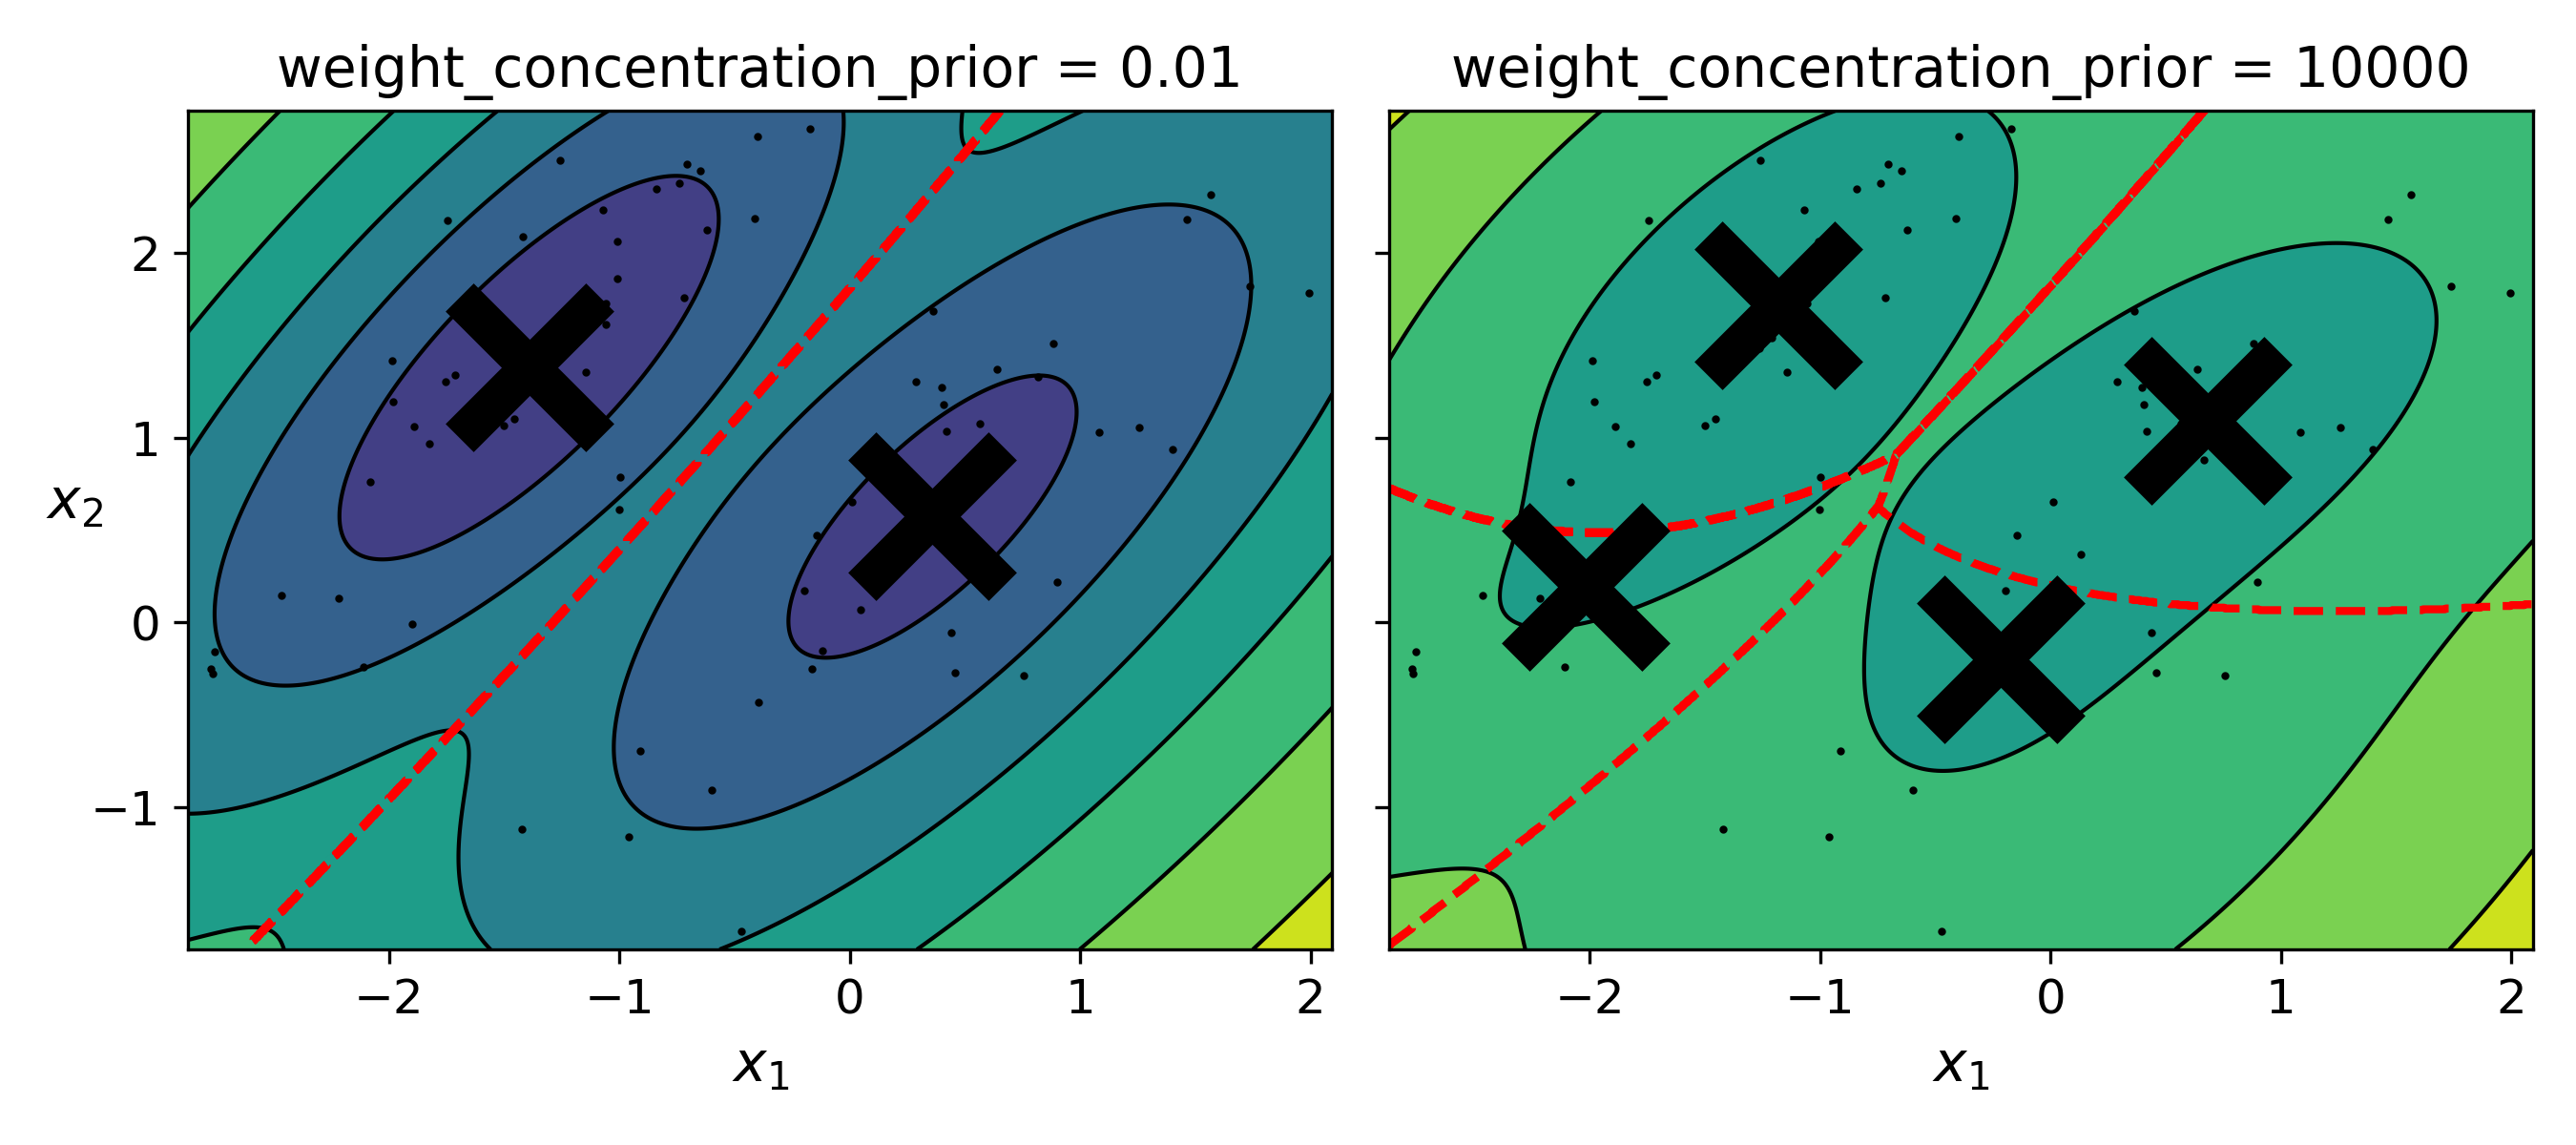 weight_concentration_prior = 0.01
weight_concentration_prior = 10000
2
1
x₂
0
−1
−2 −1 0 1 2
−2 −1 0 1 2
x₁
x₁